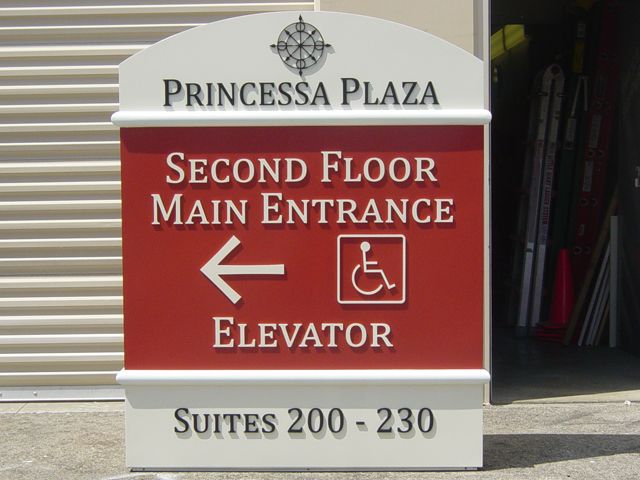 PRINCESSA PLAZA
SECOND FLOOR
MAIN ENTRANCE
ELEVATOR
SUITES 200 - 230